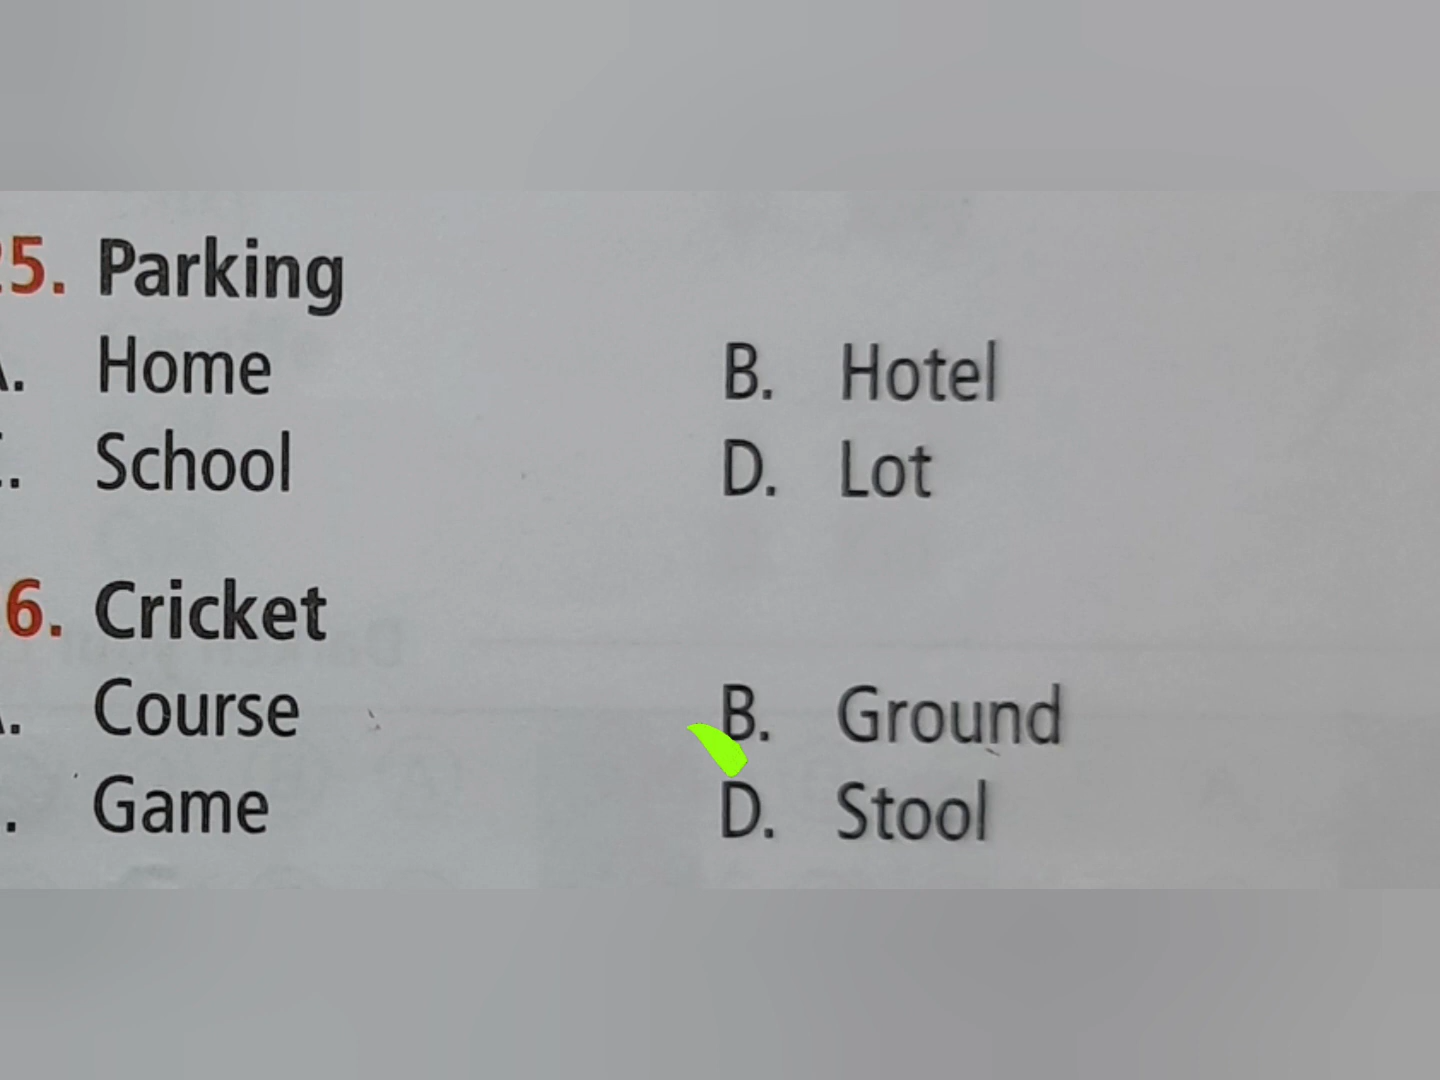 5. Parking
A. Home B. Hotel
C. School D. Lot
6. Cricket
A. Course B. Ground
. Game D. Stool